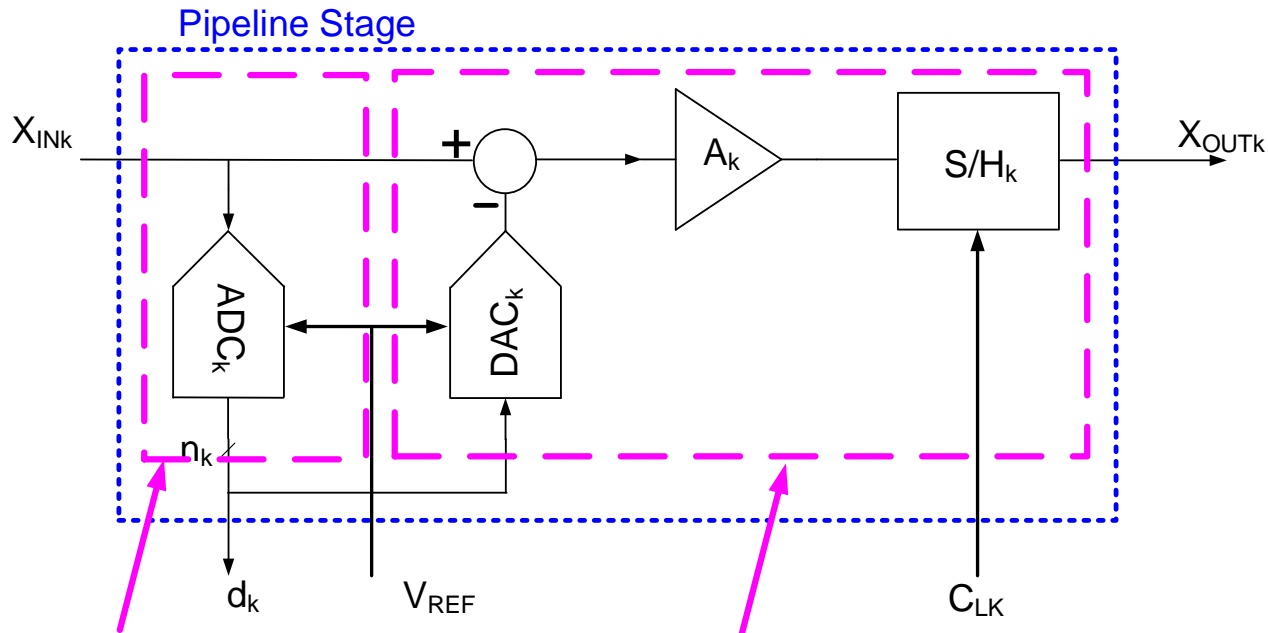 Pipeline Stage
X_INk
+
A_k
S/H_k
X_OUTk
−
ADC_k
DAC_k
n_k
d_k
V_REF
C_LK